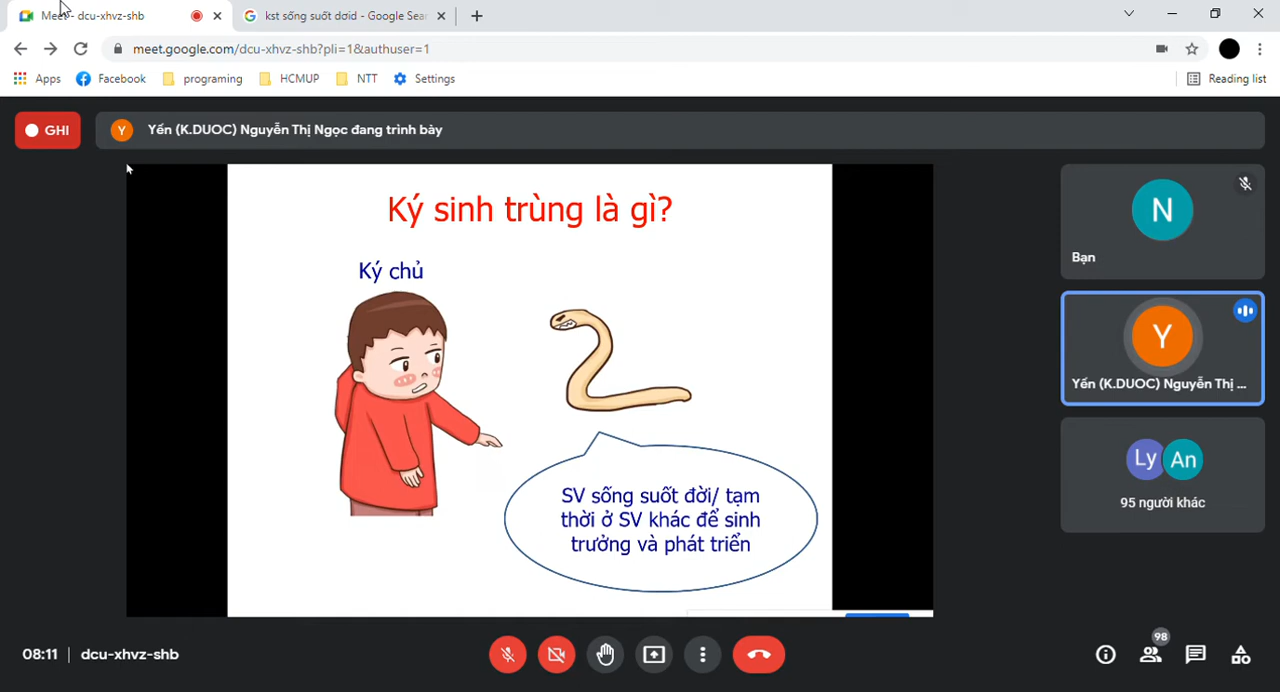 Meet - dcu-xhvz-shb
kst sống suốt dơid - Google Sear
meet.google.com/dcu-xhvz-shb?pli=1&authuser=1
Apps Facebook programing HCMUP NTT Settings Reading list
GHI
Y Yến (K.DUOC) Nguyễn Thị Ngọc đang trình bày
Ký sinh trùng là gì?
Ký chủ
SV sống suốt đời/ tạm
thời ở SV khác để sinh
trưởng và phát triển
N
Bạn
Y
Yến (K.DUOC) Nguyễn Thị ...
Ly An
95 người khác
08:11 | dcu-xhvz-shb
98